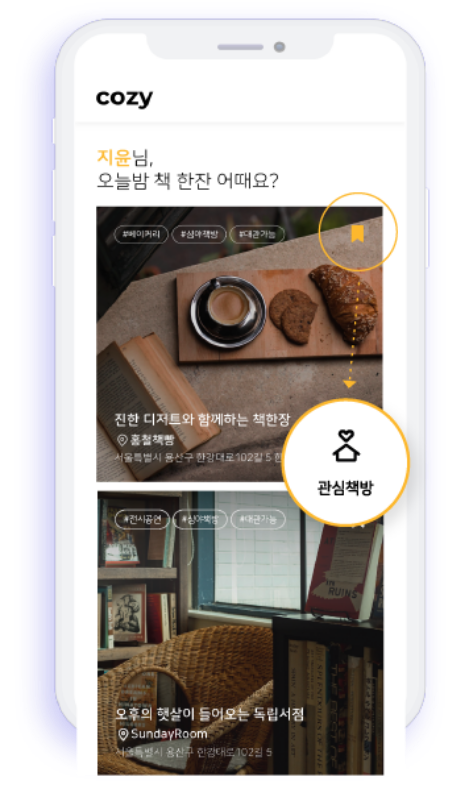 cozy
지윤님,
오늘밤 책 한잔 어때요?
#베이커리 #심야책방 #대관가능
진한 디저트와 함께하는 책한장
홍철책빵
서울특별시 용산구 한강대로102길 5
관심책방
#전시공연 #심야책방 #대관가능
IN RUINS
오후의 햇살이 들어오는 독립서점
SundayRoom
서울특별시 용산구 한강대로102길 5